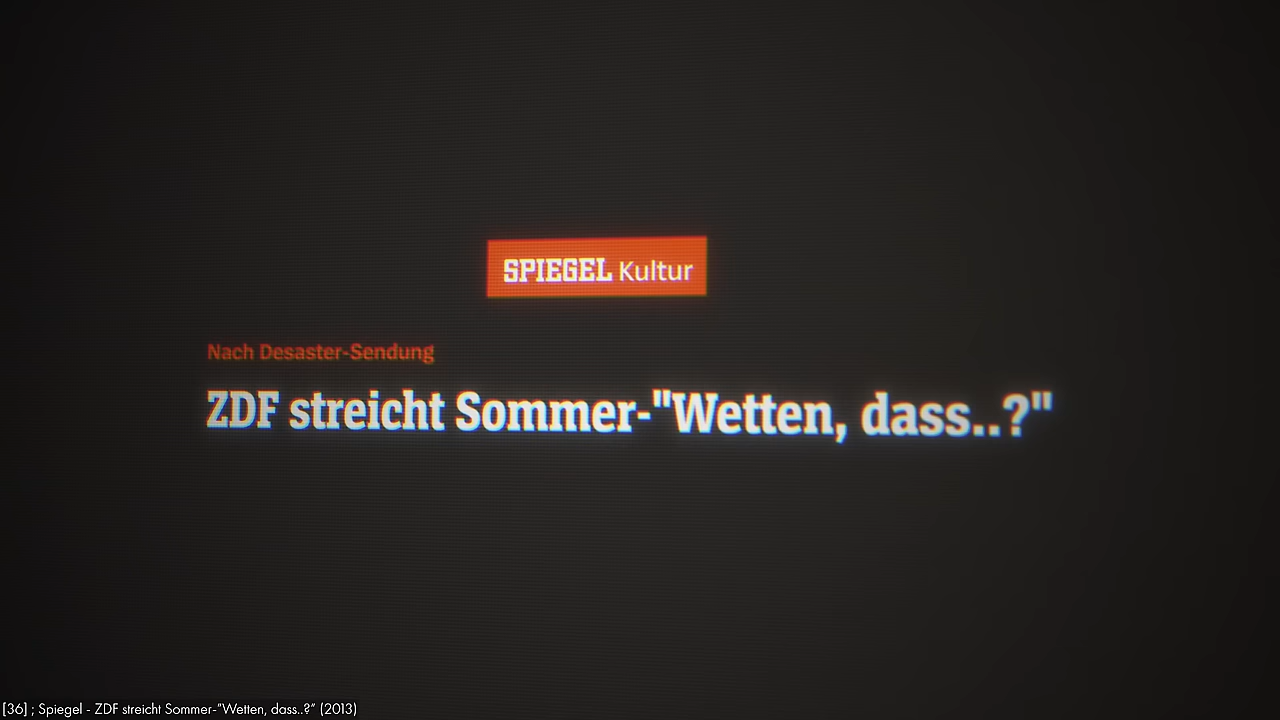 SPIEGEL Kultur
Nach Desaster-Sendung
ZDF streicht Sommer-"Wetten, dass..?"
[36] ; Spiegel - ZDF streicht Sommer-"Wetten, dass..?" (2013)